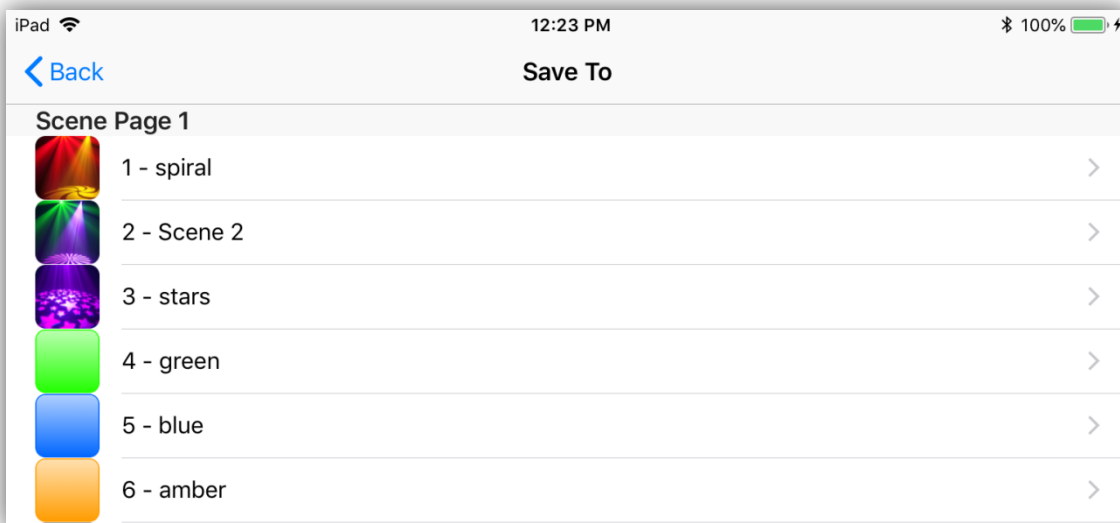 iPad 12:23 PM 100%
Back Save To
Scene Page 1
1 - spiral
2 - Scene 2
3 - stars
4 - green
5 - blue
6 - amber